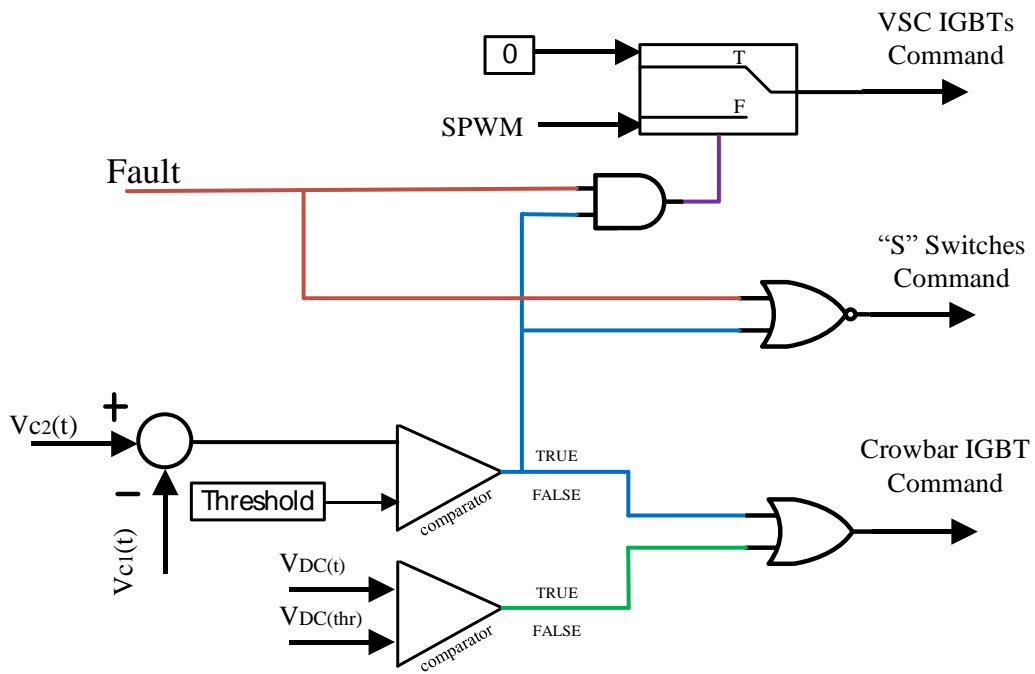 VSC IGBTs
Command
0
T
F
SPWM
Fault
“S” Switches
Command
+
Vc2(t)
−
Vc1(t)
Threshold
comparator
TRUE
FALSE
Crowbar IGBT
Command
VDC(t)
VDC(thr)
comparator
TRUE
FALSE